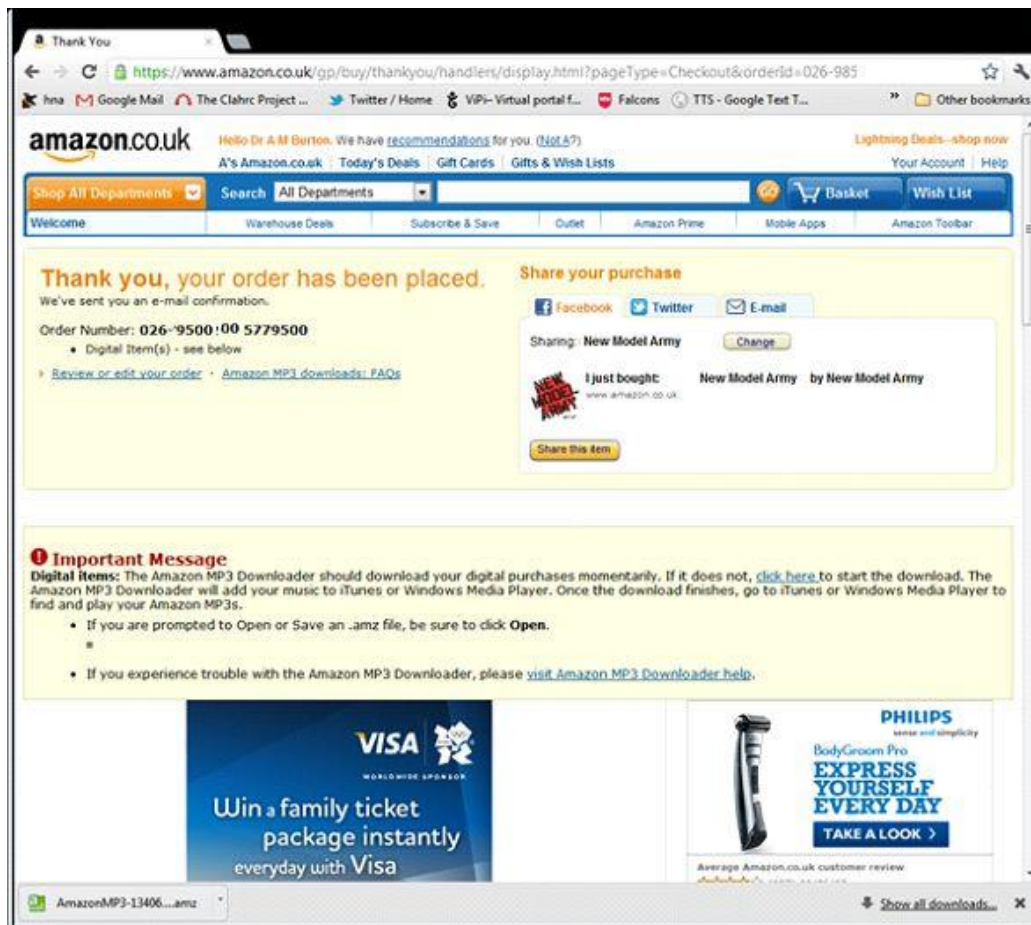 Thank You
https://www.amazon.co.uk/gp/buy/thankyou/handlers/display.html?pageType=Checkout&orderId=026-985
hna Google Mail The Clahrc Project ... Twitter / Home ViPi- Virtual portal f... Falcons TTS - Google Text T... » Other bookmarks
amazon.co.uk
Hello Dr A M Burton. We have recommendations for you. (Not A?)
Lightning Deals--shop now
A's Amazon.co.uk Today's Deals Gift Cards Gifts & Wish Lists
Your Account Help
Shop All Departments Search All Departments GO Basket Wish List
Welcome Warehouse Deals Subscribe & Save Outlet Amazon Prime Mobile Apps Amazon Toolbar
Thank you, your order has been placed.
We've sent you an e-mail confirmation.
Order Number: 026-'9500!00 5779500
• Digital Item(s) - see below
› Review or edit your order · Amazon MP3 downloads: FAQs
Share your purchase
Facebook Twitter E-mail
Sharing: New Model Army Change
NEW MODEL ARMY
I just bought: New Model Army by New Model Army
www.amazon.co.uk
Share this item
Important Message
Digital items: The Amazon MP3 Downloader should download your digital purchases momentarily. If it does not, click here to start the download. The
Amazon MP3 Downloader will add your music to iTunes or Windows Media Player. Once the download finishes, go to iTunes or Windows Media Player to
find and play your Amazon MP3s.
• If you are prompted to Open or Save an .amz file, be sure to click Open.
• If you experience trouble with the Amazon MP3 Downloader, please visit Amazon MP3 Downloader help.
VISA
WORLDWIDE SPONSOR
Win a family ticket
package instantly
everyday with Visa
PHILIPS
sense and simplicity
BodyGroom Pro
EXPRESS
YOURSELF
EVERY DAY
TAKE A LOOK >
Average Amazon.co.uk customer review
AmazonMP3-13406....amz
Show all downloads...